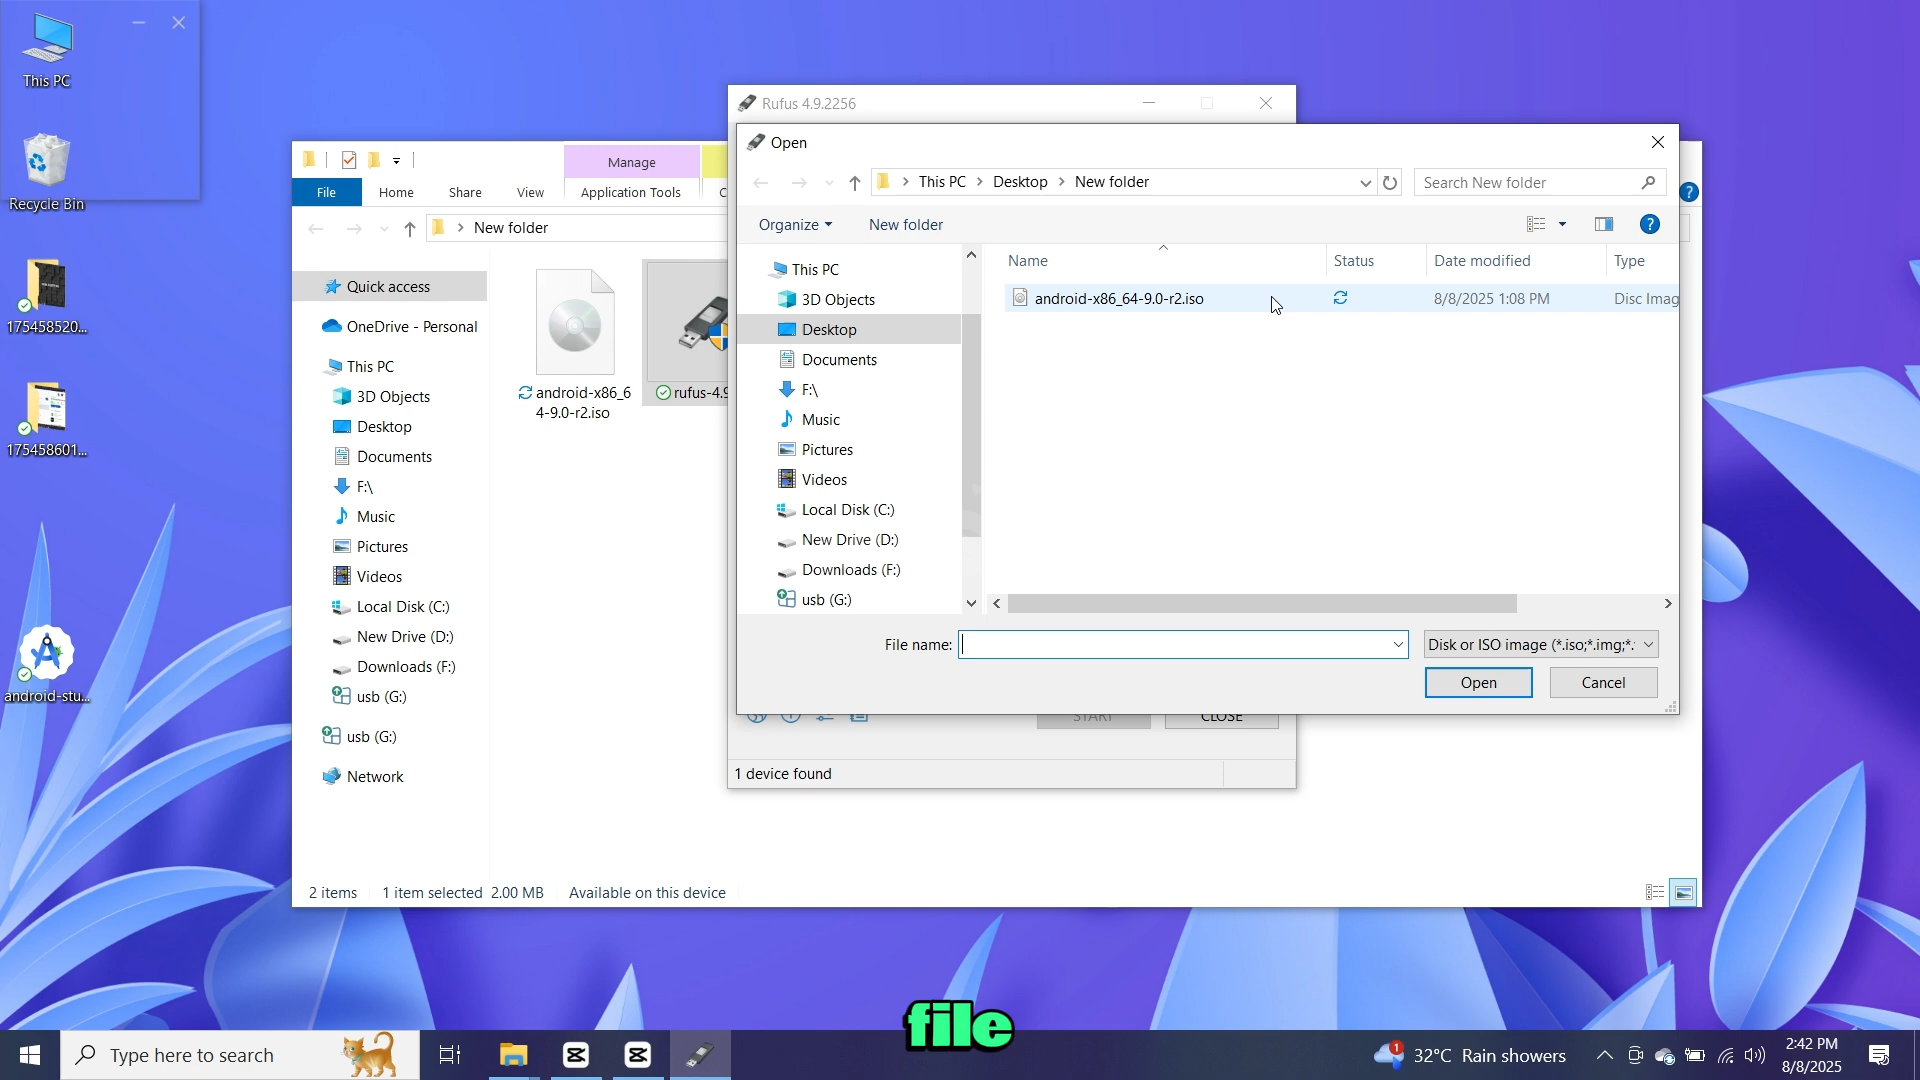 This PC
Recycle Bin
175458520...
175458601...
android-stu...
Manage
File
Home
Share
View
Application Tools
New folder
Quick access
OneDrive - Personal
This PC
3D Objects
Desktop
Documents
F:\
Music
Pictures
Videos
Local Disk (C:)
New Drive (D:)
Downloads (F:)
usb (G:)
usb (G:)
Network
android-x86_6
4-9.0-r2.iso
rufus-4.9
2 items
1 item selected 2.00 MB
Available on this device
Rufus 4.9.2256
Open
This PC > Desktop > New folder
Search New folder
Organize
New folder
This PC
3D Objects
Desktop
Documents
F:\
Music
Pictures
Videos
Local Disk (C:)
New Drive (D:)
Downloads (F:)
usb (G:)
Name
Status
Date modified
Type
android-x86_64-9.0-r2.iso
8/8/2025 1:08 PM
Disc Imag
File name:
Disk or ISO image (*.iso;*.img;*.
Open
Cancel
START
CLOSE
1 device found
file
Type here to search
1
32°C Rain showers
2:42 PM
8/8/2025